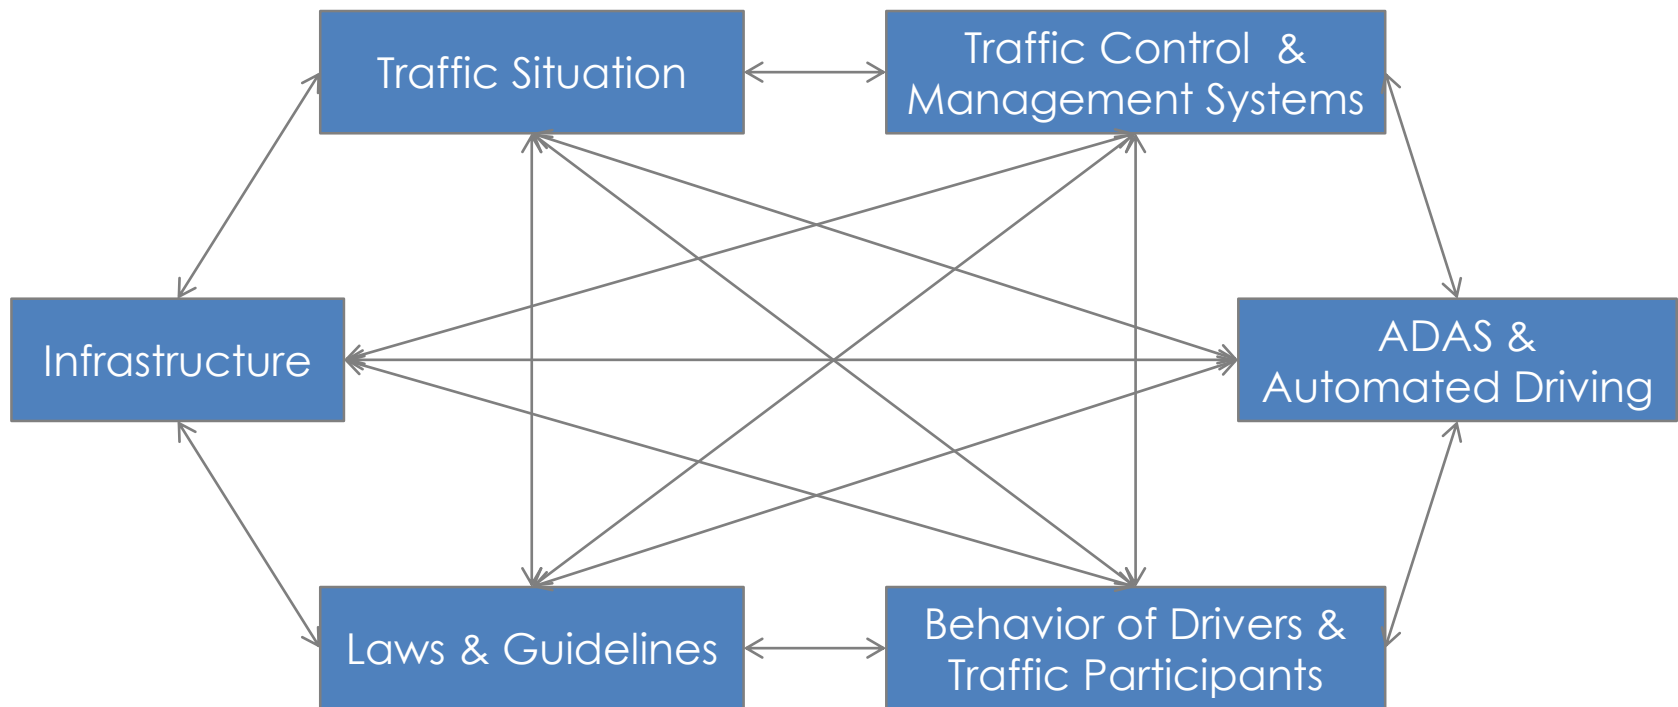 Traffic Situation
Traffic Control &
Management Systems
Infrastructure
ADAS &
Automated Driving
Laws & Guidelines
Behavior of Drivers &
Traffic Participants